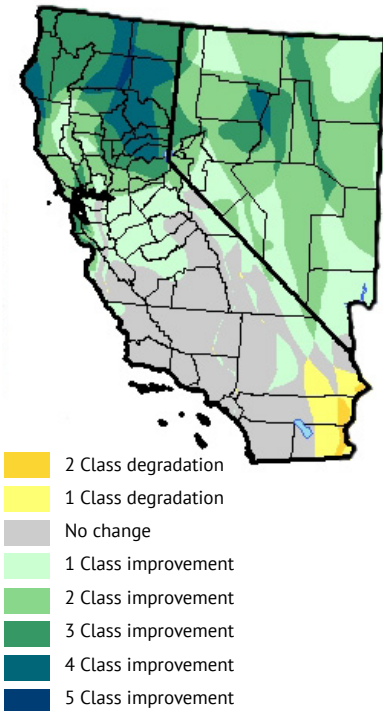 2 Class degradation
1 Class degradation
No change
1 Class improvement
2 Class improvement
3 Class improvement
4 Class improvement
5 Class improvement